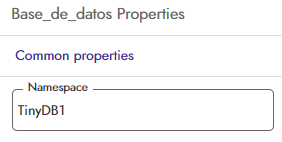 Base_de_datos Properties
Common properties
Namespace
TinyDB1